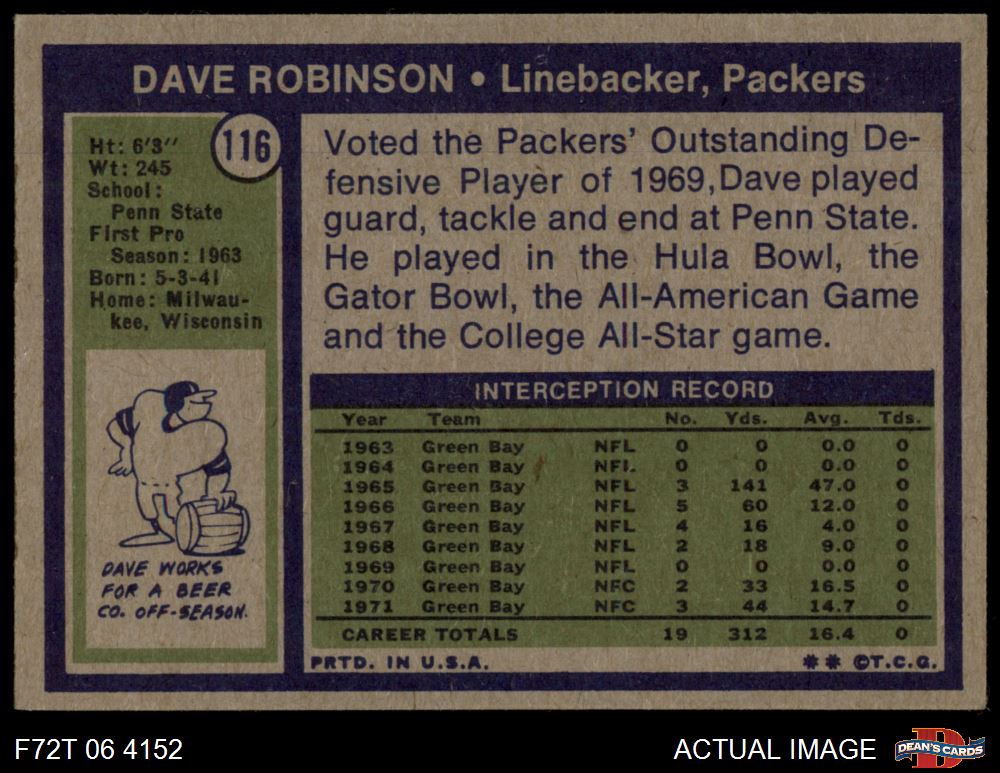 DAVE ROBINSON • Linebacker, Packers
116
Ht: 6'3''
Wt: 245
School:
Penn State
First Pro
Season: 1963
Born: 5-3-41
Home: Milwau-
kee, Wisconsin
DAVE WORKS
FOR A BEER
CO. OFF-SEASON.
Voted the Packers' Outstanding De-
fensive Player of 1969, Dave played
guard, tackle and end at Penn State.
He played in the Hula Bowl, the
Gator Bowl, the All-American Game
and the College All-Star game.
INTERCEPTION RECORD
Year Team No. Yds. Avg. Tds.
1963 Green Bay NFL 0 0 0.0 0
1964 Green Bay NFL 0 0 0.0 0
1965 Green Bay NFL 3 141 47.0 0
1966 Green Bay NFL 5 60 12.0 0
1967 Green Bay NFL 4 16 4.0 0
1968 Green Bay NFL 2 18 9.0 0
1969 Green Bay NFL 0 0 0.0 0
1970 Green Bay NFC 2 33 16.5 0
1971 Green Bay NFC 3 44 14.7 0
CAREER TOTALS 19 312 16.4 0
PRTD. IN U.S.A. ** ©T.C.G.
F72T 06 4152 ACTUAL IMAGE
D
DEAN'S CARDS